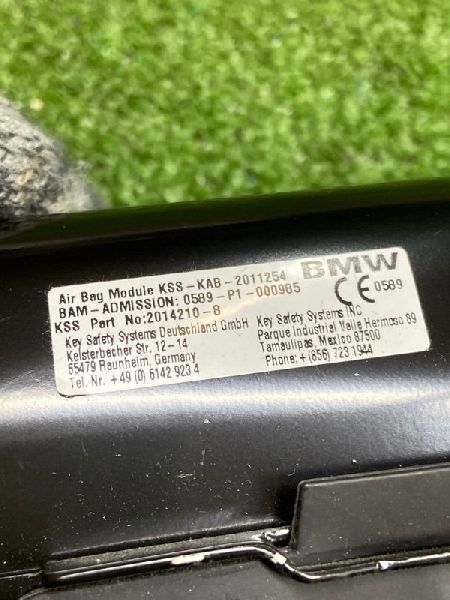 Air Bag Module KSS-KAB-2011254
BMW
BAM-ADMISSION: 0589-P1-000985
CE 0589
KSS Part No:2014210-B
Key Safety Systems Deutschland GmbH
Kelsterbacher Str. 12-14
65479 Raunheim, Germany
Tel. Nr. +49 (0) 6142 923 4
Key Safety Systems INC
Parque Industrial Valle Hermoso 89
Tamaulipas, Mexico 87500
Phone: + (856) 723 1944